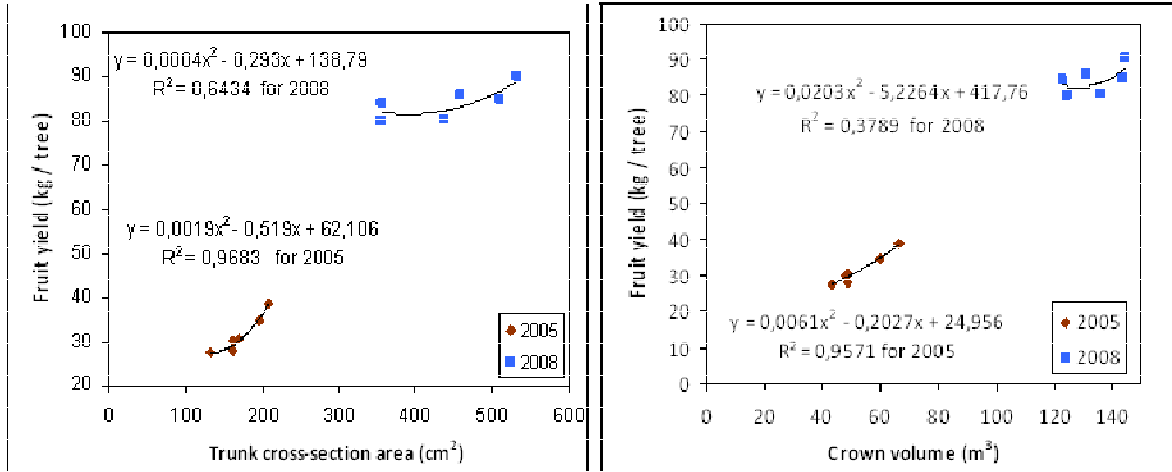 100
90
80
70
60
50
40
30
20
0 100 200 300 400 500 600
Fruit yield (kg / tree)
Trunk cross-section area (cm²)
y = 0,0004x² - 0,293x + 138,79
R² = 0,6434 for 2008
y = 0,0019x² - 0,519x + 62,106
R² = 0,9683 for 2005
2005
2008
100
90
80
70
60
50
40
30
20
10
0
0 20 40 60 80 100 120 140
Fruit yield (kg / tree)
Crown volume (m³)
y = 0,0203x² - 5,2264x + 417,76
R² = 0,3789 for 2008
y = 0,0061x² - 0,2027x + 24,956
R² = 0,9571 for 2005
2005
2008